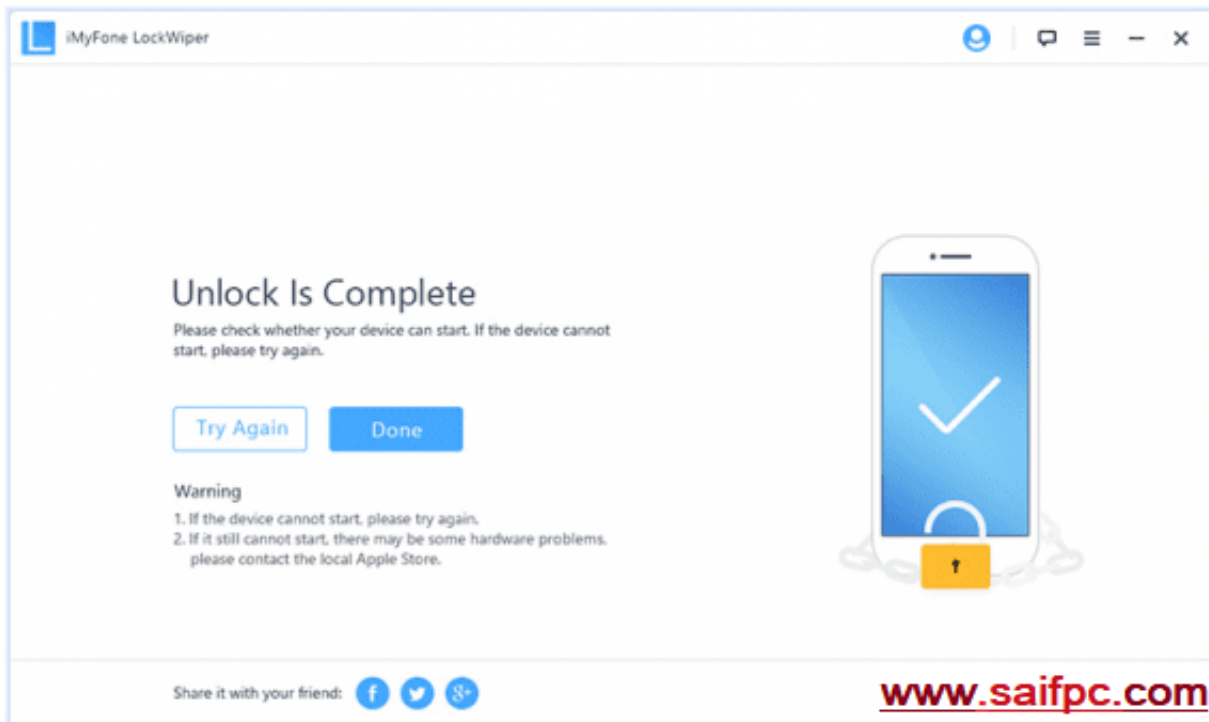 iMyFone LockWiper
Unlock Is Complete
Please check whether your device can start. If the device cannot
start, please try again.
Try Again
Done
Warning
1. If the device cannot start, please try again.
2. If it still cannot start, there may be some hardware problems.
please contact the local Apple Store.
Share it with your friend:
www.saifpc.com